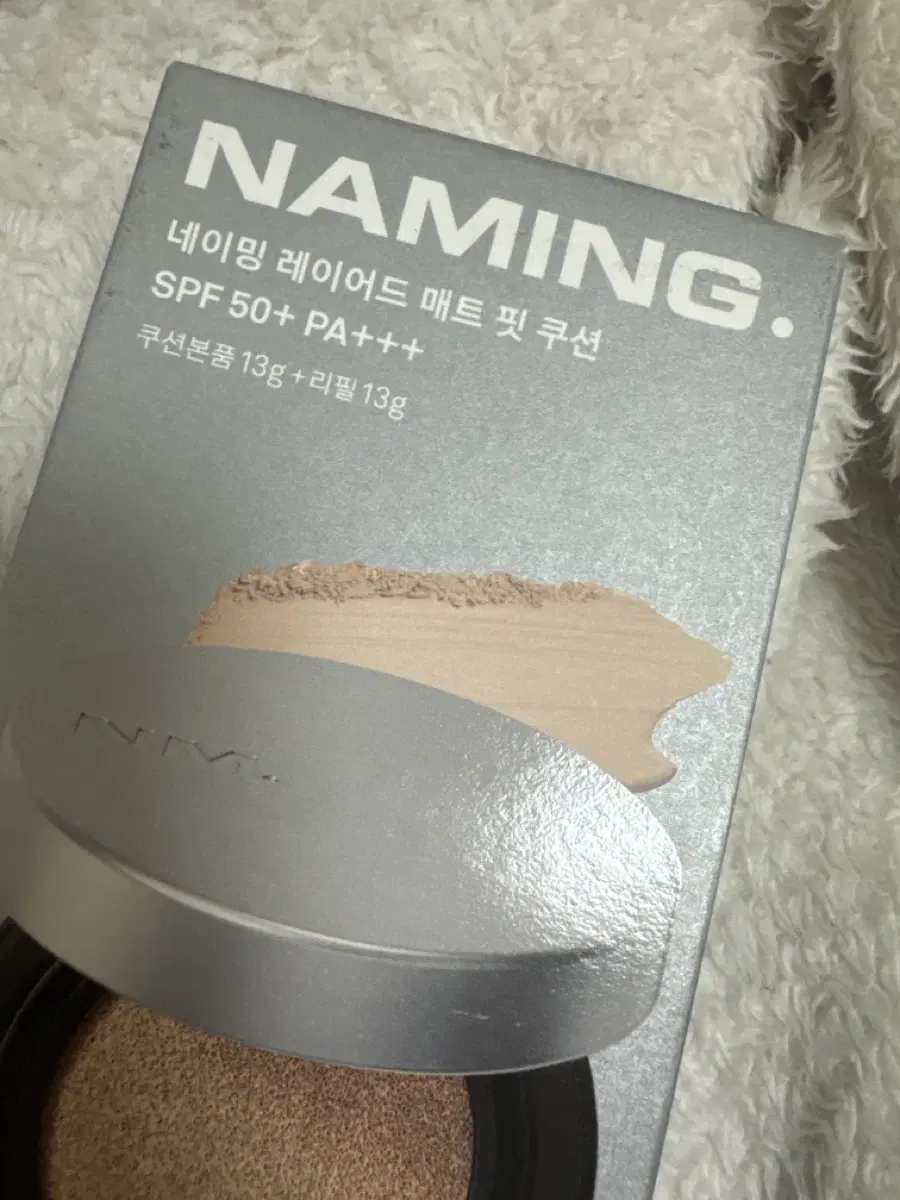 NAMING.
네이밍 레이어드 매트 핏 쿠션
SPF 50+ PA+++
쿠션본품 13g + 리필 13g
NM.